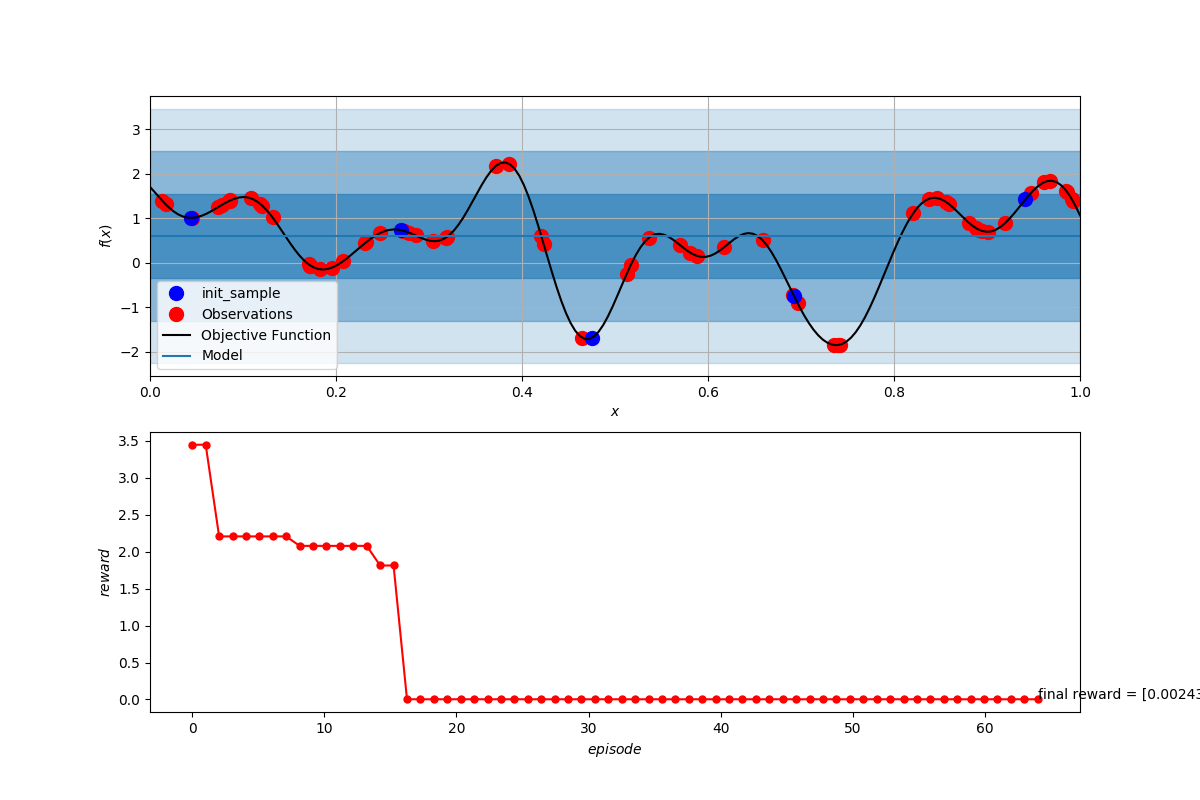 3
2
1
0
−1
−2
f(x)
init_sample
Observations
Objective Function
Model
0.0 0.2 0.4 0.6 0.8 1.0
x
3.5
3.0
2.5
2.0
1.5
1.0
0.5
0.0
reward
final reward = [0.00243
0 10 20 30 40 50 60
episode